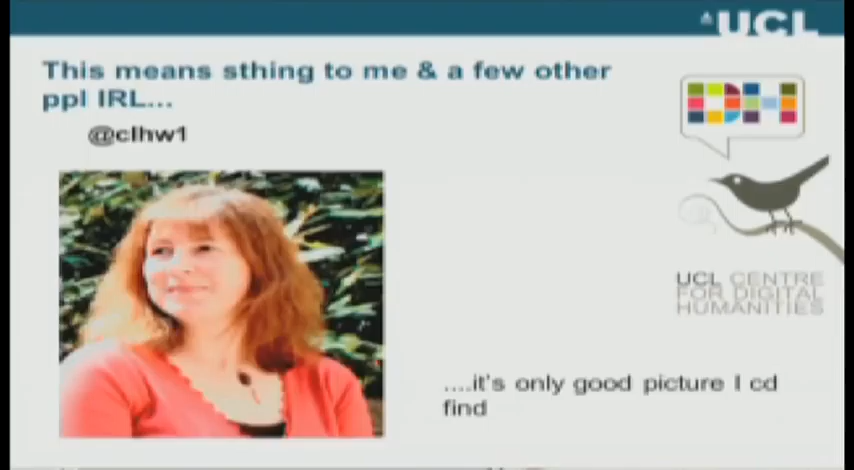 UCL
This means sthing to me & a few other
ppl IRL...
@clhw1
DH
UCL CENTRE
FOR DIGITAL
HUMANITIES
....it's only good picture I cd
find